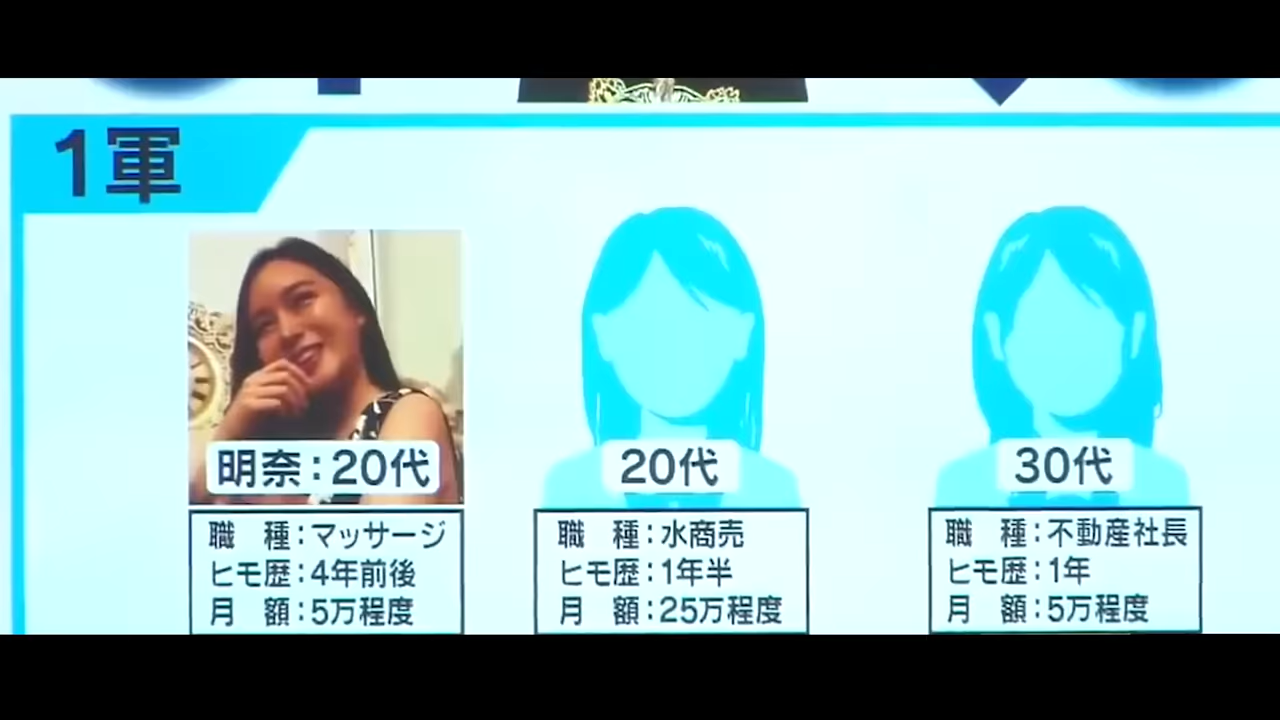 1軍
明奈:20代
職 種:マッサージ
ヒモ歴:4年前後
月 額:5万程度
20代
職 種:水商売
ヒモ歴:1年半
月 額:25万程度
30代
職 種:不動産社長
ヒモ歴:1年
月 額:5万程度